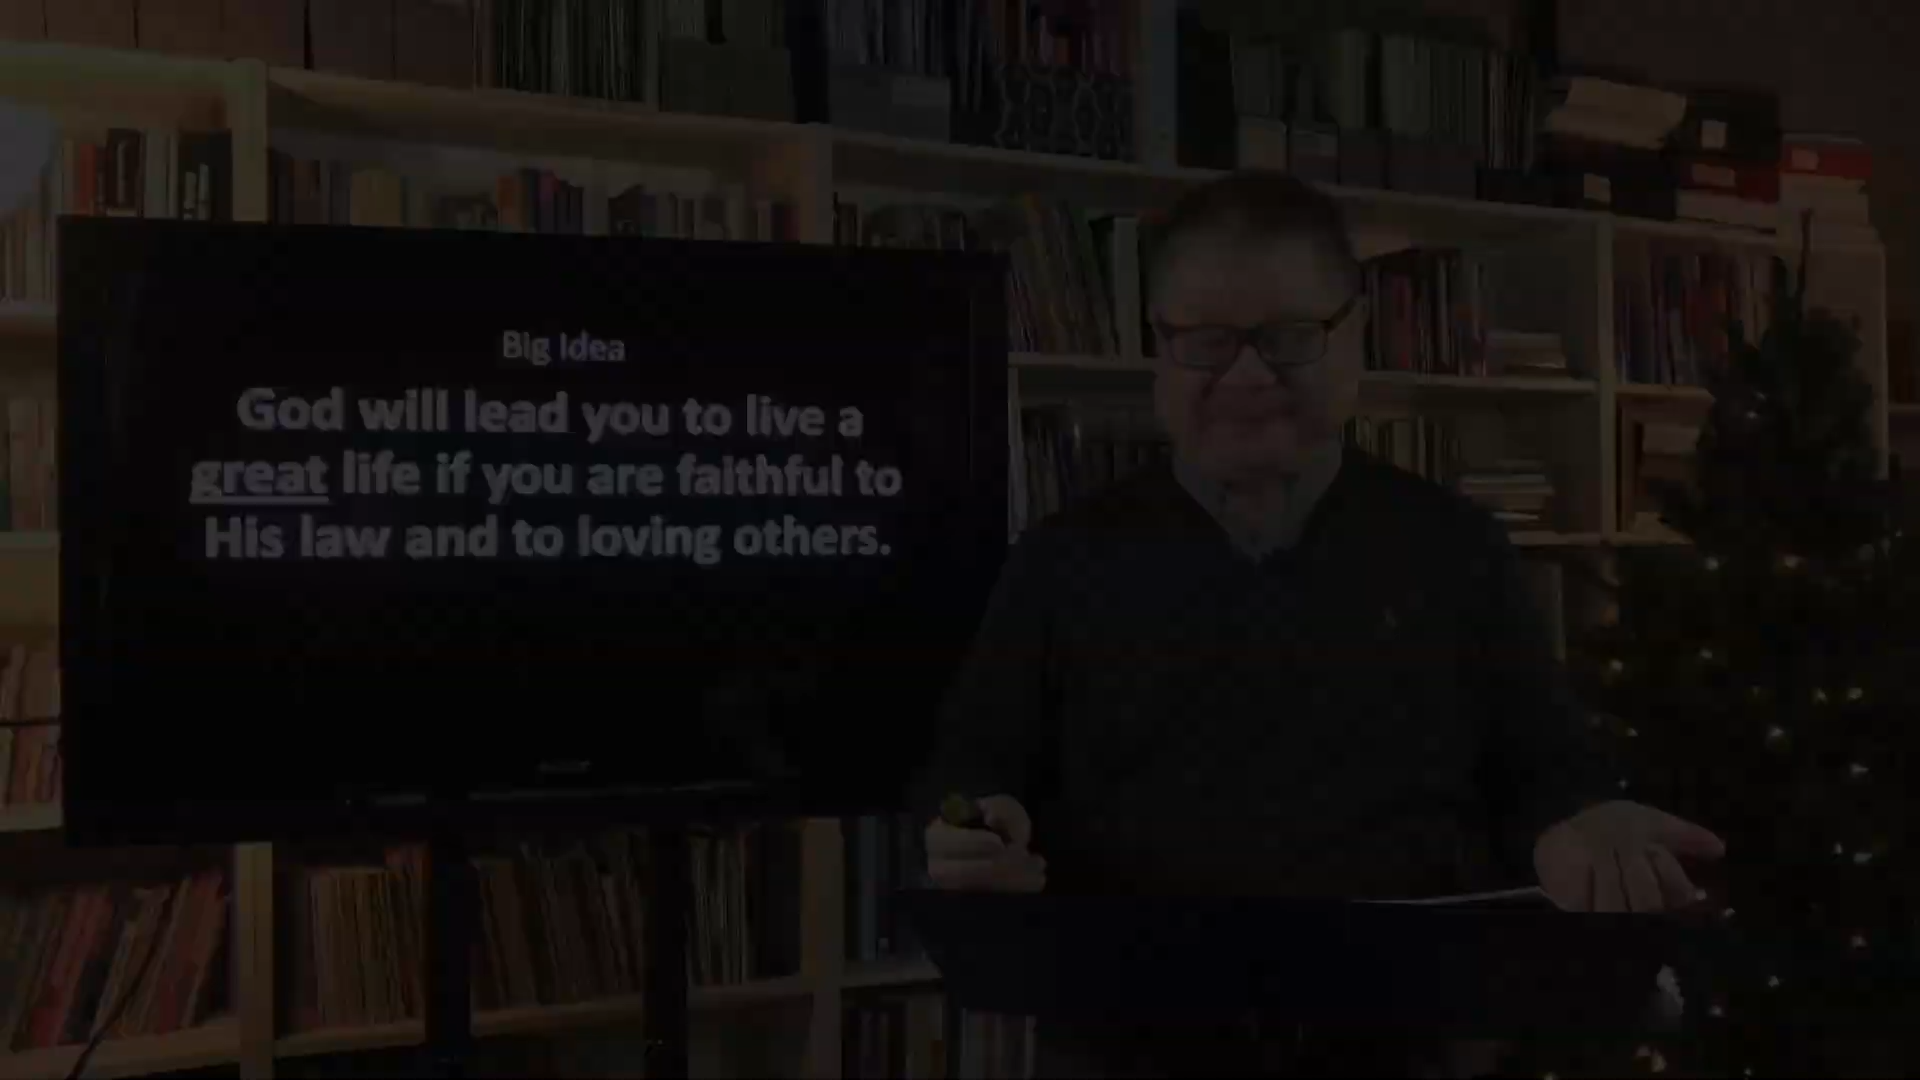 Big Idea
God will lead you to live a
great life if you are faithful to
His law and to loving others.